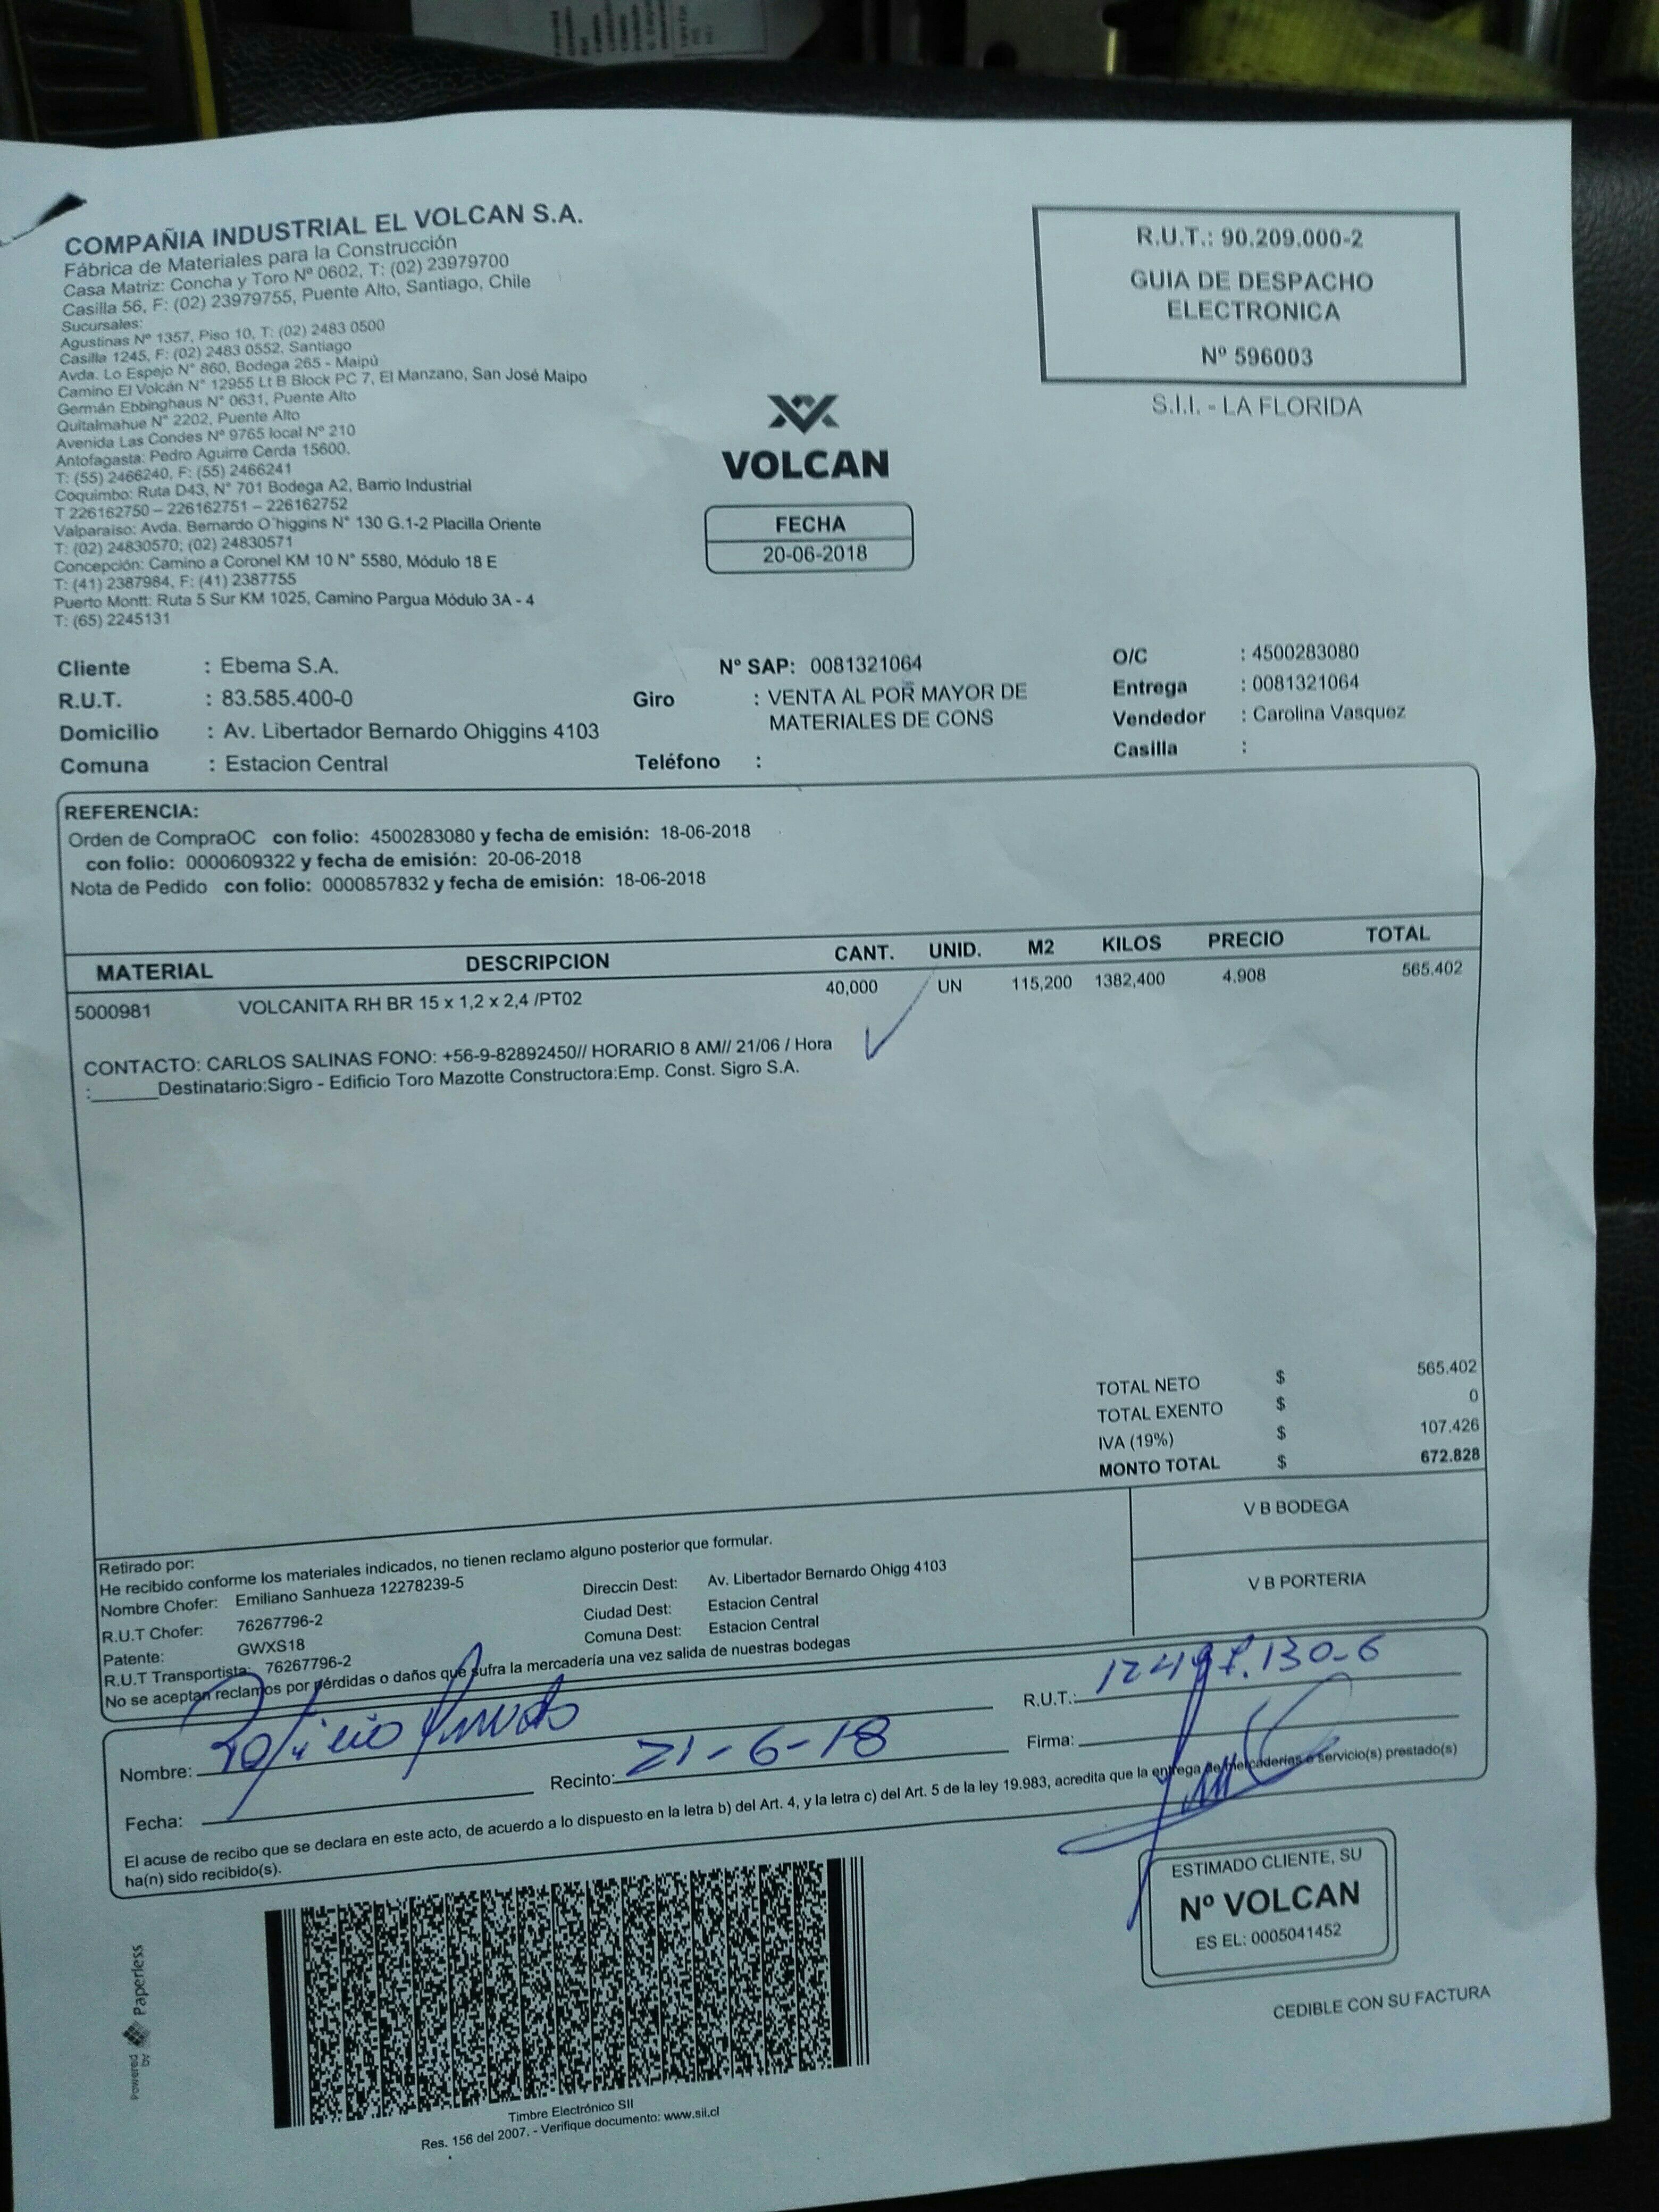 COMPAÑIA INDUSTRIAL EL VOLCAN S.A.
Fábrica de Materiales para la Construcción
Casa Matriz: Concha y Toro Nº 0602, T: (02) 23979700
Casilla 56, F: (02) 23979755, Puente Alto, Santiago, Chile
Sucursales:
Agustinas Nº 1357, Piso 10, T: (02) 2483 0500
Casilla 1245, F: (02) 2483 0552, Santiago
Avda. Lo Espejo N° 860, Bodega 265 - Maipú
Camino El Volcán N° 12955 Lt B Block PC 7, El Manzano, San José Maipo
Germán Ebbinghaus N° 0631, Puente Alto
Quitalmahue N° 2202, Puente Alto
Avenida Las Condes Nº 9765 local Nº 210
Antofagasta: Pedro Aguirre Cerda 15600.
T: (55) 2466240, F: (55) 2466241
Coquimbo: Ruta D43, N° 701 Bodega A2, Barrio Industrial
T 226162750 – 226162751 – 226162752
Valparaiso: Avda. Bernardo O´higgins N° 130 G.1-2 Placilla Oriente
T: (02) 24830570; (02) 24830571
Concepción: Camino a Coronel KM 10 N° 5580, Módulo 18 E
T: (41) 2387984, F: (41) 2387755
Puerto Montt: Ruta 5 Sur KM 1025, Camino Pargua Módulo 3A - 4
T: (65) 2245131
R.U.T.: 90.209.000-2
GUIA DE DESPACHO
ELECTRONICA
Nº 596003
S.I.I. - LA FLORIDA
VOLCAN
FECHA
20-06-2018
Cliente : Ebema S.A. Nº SAP: 0081321064 O/C : 4500283080
R.U.T. : 83.585.400-0 Giro : VENTA AL POR MAYOR DE Entrega : 0081321064
MATERIALES DE CONS Vendedor : Carolina Vasquez
Domicilio : Av. Libertador Bernardo Ohiggins 4103 Casilla :
Comuna : Estacion Central Teléfono :
REFERENCIA:
Orden de CompraOC con folio: 4500283080 y fecha de emisión: 18-06-2018
con folio: 0000609322 y fecha de emisión: 20-06-2018
Nota de Pedido con folio: 0000857832 y fecha de emisión: 18-06-2018
MATERIAL DESCRIPCION CANT. UNID. M2 KILOS PRECIO TOTAL
5000981 VOLCANITA RH BR 15 x 1,2 x 2,4 /PT02 40,000 UN 115,200 1382,400 4.908 565.402
CONTACTO: CARLOS SALINAS FONO: +56-9-82892450// HORARIO 8 AM// 21/06 / Hora
:______Destinatario:Sigro - Edificio Toro Mazotte Constructora:Emp. Const. Sigro S.A.
TOTAL NETO $ 565.402
TOTAL EXENTO $ 0
IVA (19%) $ 107.426
MONTO TOTAL $ 672.828
V B BODEGA
V B PORTERIA
Retirado por:
He recibido conforme los materiales indicados, no tienen reclamo alguno posterior que formular.
Nombre Chofer: Emiliano Sanhueza 12278239-5 Direccin Dest: Av. Libertador Bernardo Ohigg 4103
R.U.T Chofer: 76267796-2 Ciudad Dest: Estacion Central
Patente: GWXS18 Comuna Dest: Estacion Central
R.U.T Transportista: 76267796-2
No se aceptan reclamos por pérdidas o daños que sufra la mercadería una vez salida de nuestras bodegas
Nombre: R.U.T.:
Recinto: 21-6-18 Firma:
Fecha:
El acuse de recibo que se declara en este acto, de acuerdo a lo dispuesto en la letra b) del Art. 4, y la letra c) del Art. 5 de la ley 19.983, acredita que la entrega de mercaderías o servicio(s) prestado(s)
ha(n) sido recibido(s).
ESTIMADO CLIENTE, SU
Nº VOLCAN
ES EL: 0005041452
CEDIBLE CON SU FACTURA
Powered by Paperless
Timbre Electrónico SII
Res. 156 del 2007. - Verifique documento: www.sii.cl